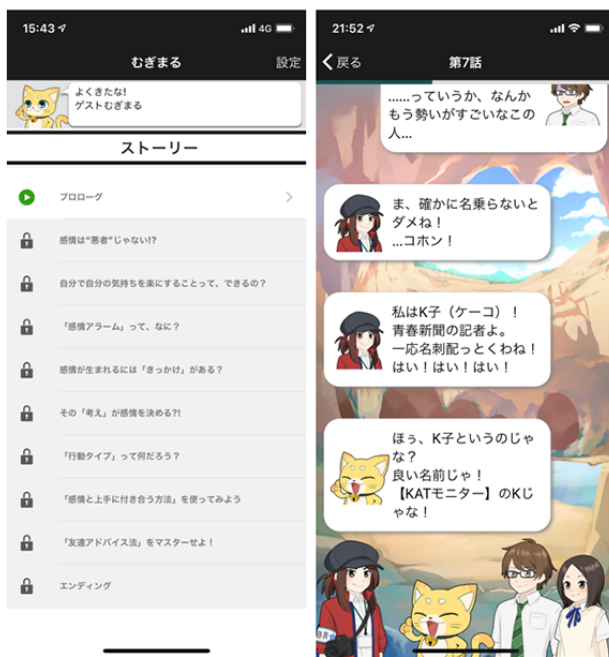 15:43
4G
むぎまる
設定
よくきたな!
ゲストむぎまる
ストーリー
プロローグ
感情は“悪者”じゃない!?
自分で自分の気持ちを楽にすることって、できるの？
「感情アラーム」って、なに？
感情が生まれるには「きっかけ」がある？
その「考え」が感情を決める?!
「行動タイプ」って何だろう？
「感情と上手に付き合う方法」を使ってみよう
「友達アドバイス法」をマスターせよ！
エンディング
21:52
戻る
第7話
......っていうか、なんか
もう勢いがすごいなこの
人...
ま、確かに名乗らないと
ダメね！
...コホン！
私はK子（ケーコ）！
青春新聞の記者よ。
一応名刺配っとくわね！
はい！はい！はい！
ほぅ、K子というのじゃ
な？
良い名前じゃ！
【KATモニター】のKじ
ゃな！